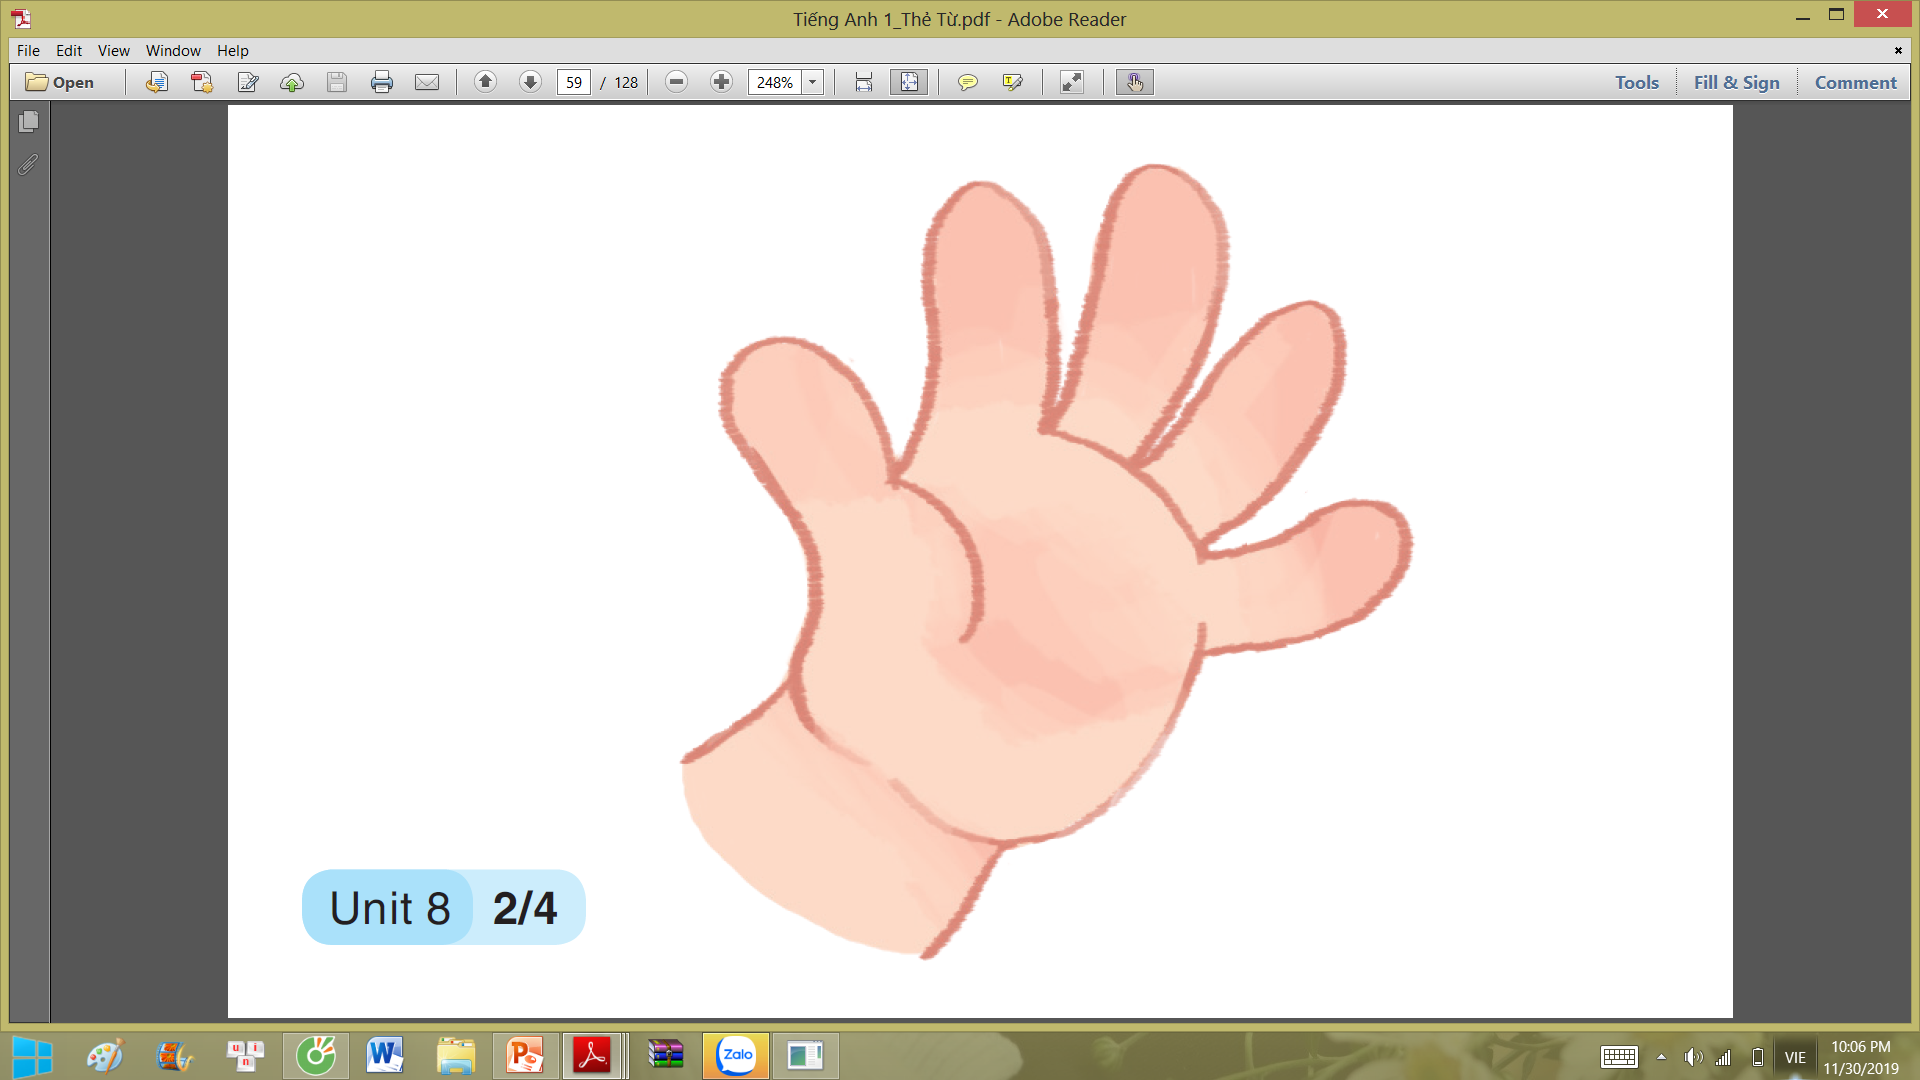 Tiếng Anh 1_Thẻ Từ.pdf - Adobe Reader
File Edit View Window Help
Open 59 / 128 248% Tools Fill & Sign Comment
Unit 8 2/4
u n i
Zalo
VIE
10:06 PM
11/30/2019